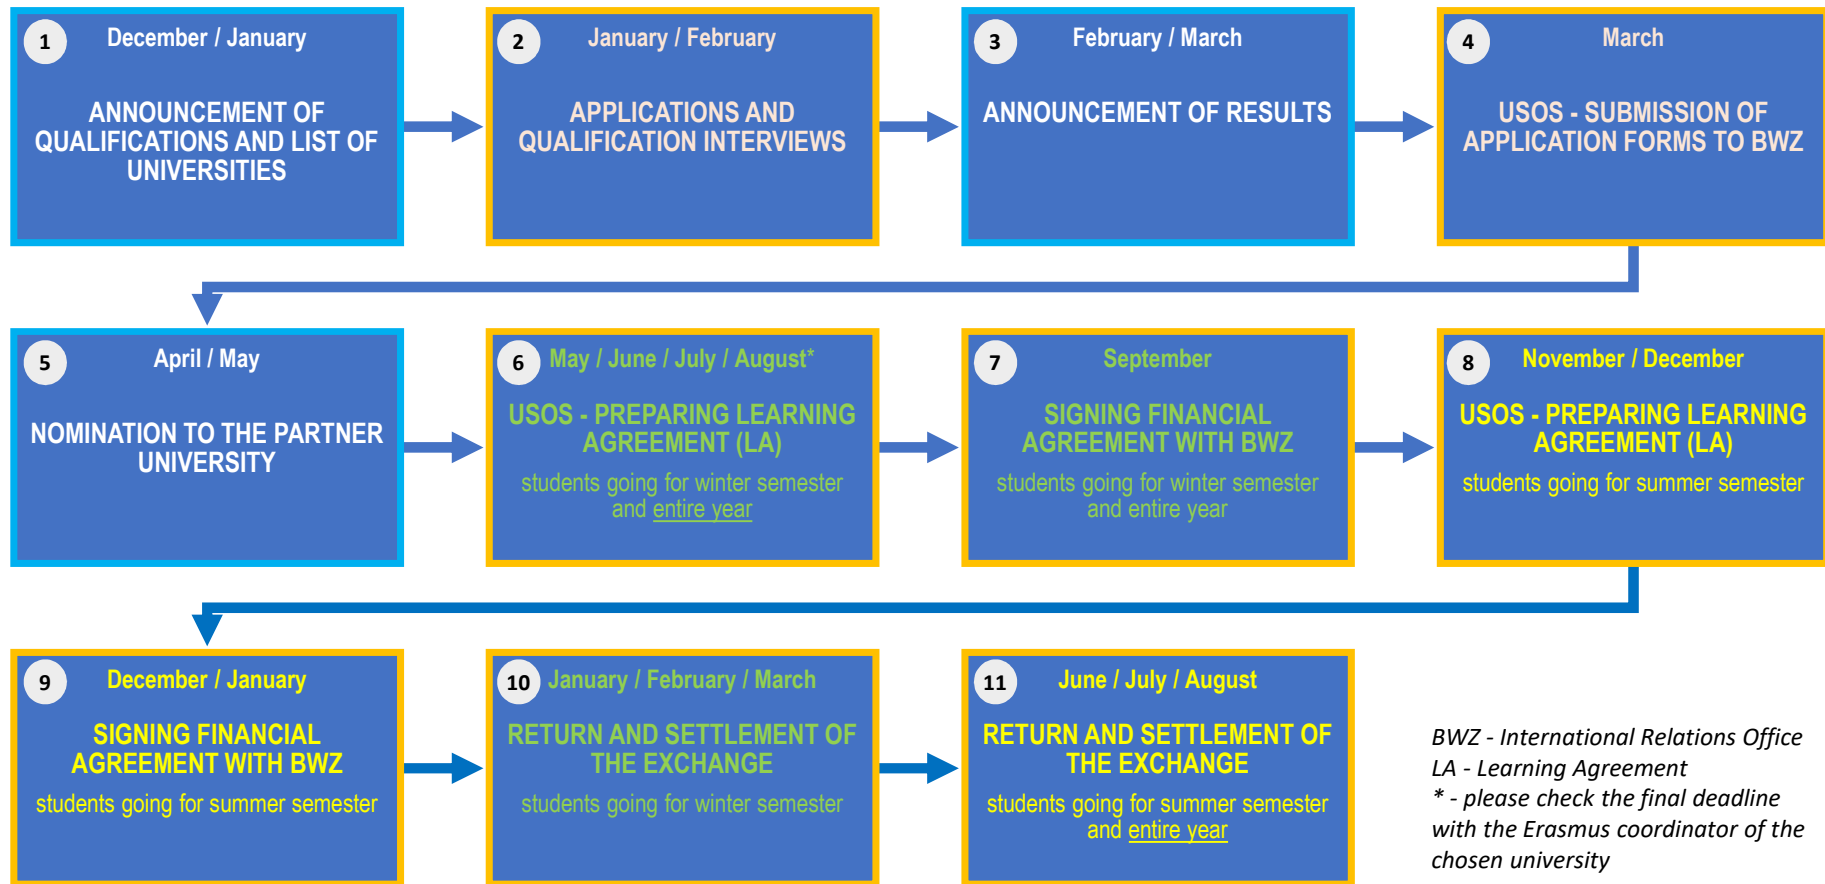 1
December / January
ANNOUNCEMENT OF
QUALIFICATIONS AND LIST OF
UNIVERSITIES
2
January / February
APPLICATIONS AND
QUALIFICATION INTERVIEWS
3
February / March
ANNOUNCEMENT OF RESULTS
4
March
USOS - SUBMISSION OF
APPLICATION FORMS TO BWZ
5
April / May
NOMINATION TO THE PARTNER
UNIVERSITY
6
May / June / July / August*
USOS - PREPARING LEARNING
AGREEMENT (LA)
students going for winter semester
and entire year
7
September
SIGNING FINANCIAL
AGREEMENT WITH BWZ
students going for winter semester
and entire year
8
November / December
USOS - PREPARING LEARNING
AGREEMENT (LA)
students going for summer semester
9
December / January
SIGNING FINANCIAL
AGREEMENT WITH BWZ
students going for summer semester
10
January / February / March
RETURN AND SETTLEMENT OF
THE EXCHANGE
students going for winter semester
11
June / July / August
RETURN AND SETTLEMENT OF
THE EXCHANGE
students going for summer semester
and entire year
BWZ - International Relations Office
LA - Learning Agreement
* - please check the final deadline
with the Erasmus coordinator of the
chosen university